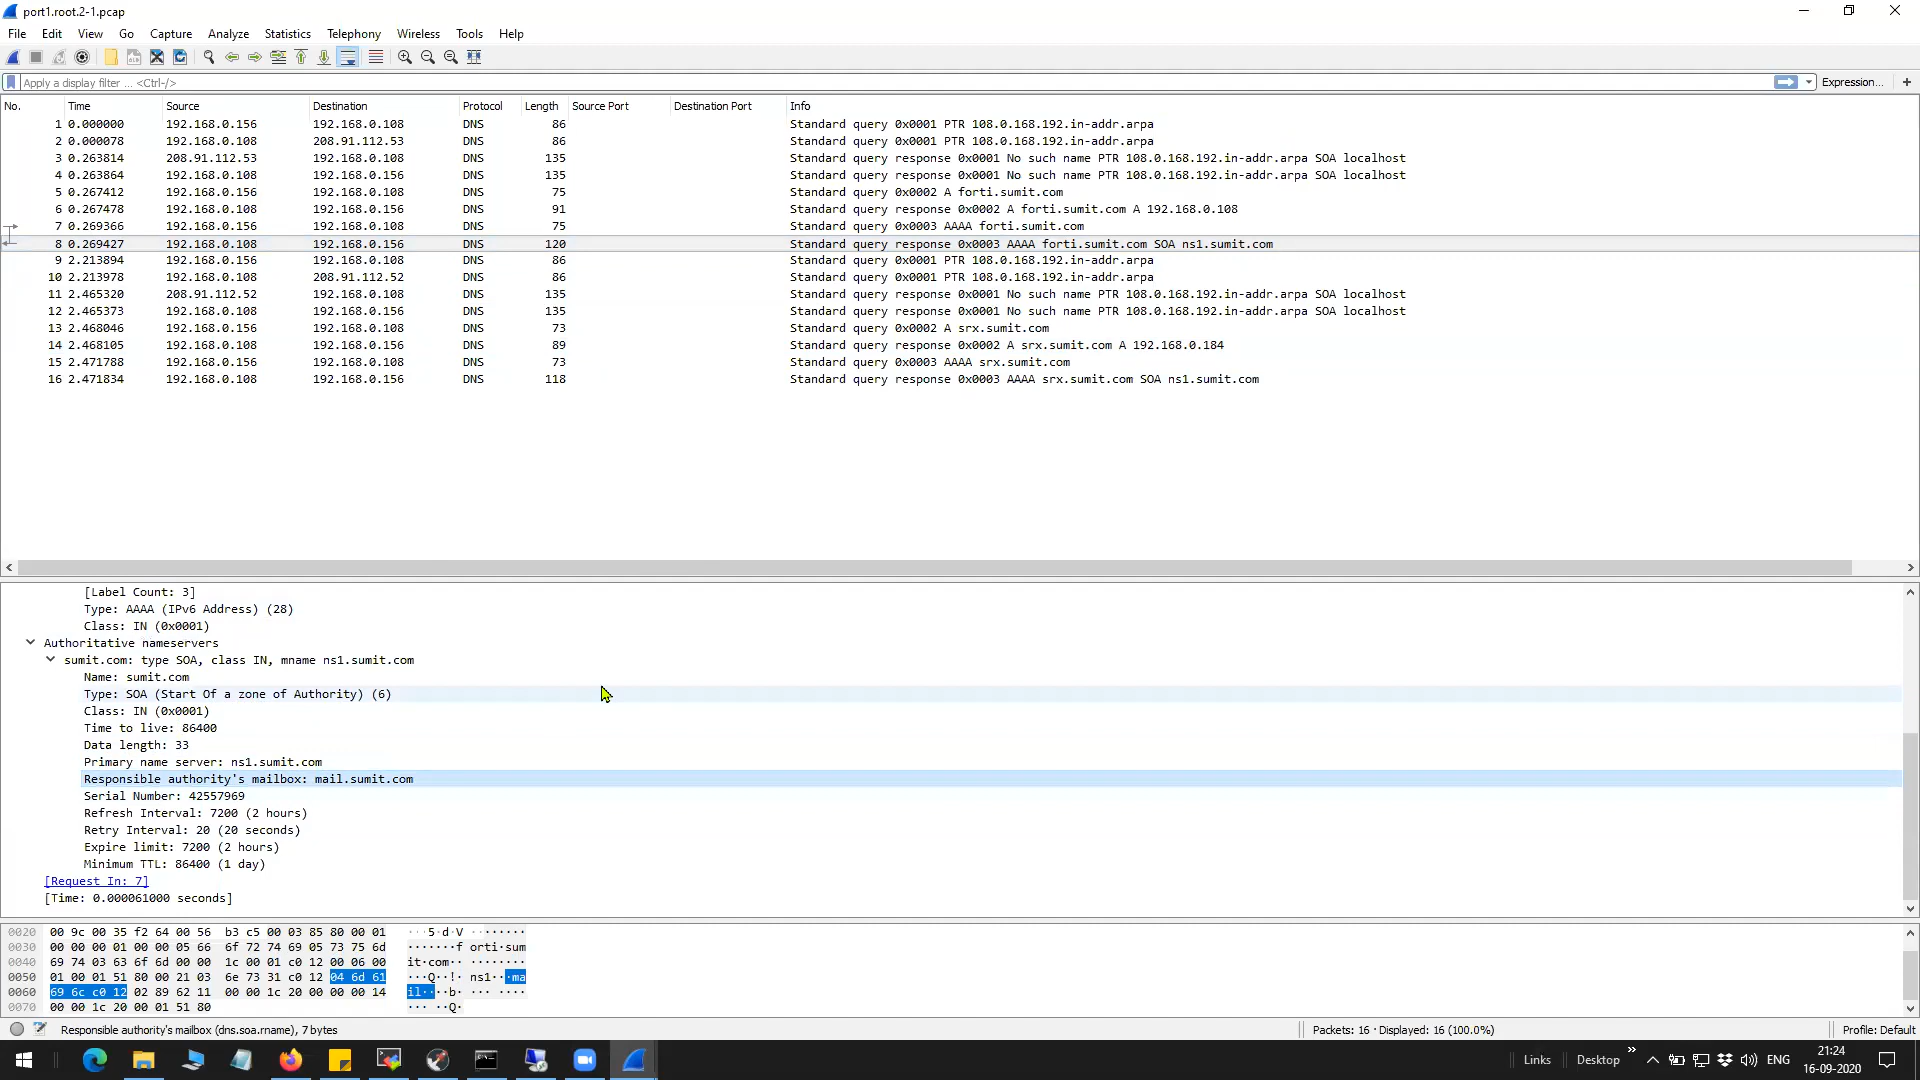 port1.root.2-1.pcap
File Edit View Go Capture Analyze Statistics Telephony Wireless Tools Help
Apply a display filter ... <Ctrl-/> Expression... +
No. Time Source Destination Protocol Length Source Port Destination Port Info
1 0.000000 192.168.0.156 192.168.0.108 DNS 86 Standard query 0x0001 PTR 108.0.168.192.in-addr.arpa
2 0.000078 192.168.0.108 208.91.112.53 DNS 86 Standard query 0x0001 PTR 108.0.168.192.in-addr.arpa
3 0.263814 208.91.112.53 192.168.0.108 DNS 135 Standard query response 0x0001 No such name PTR 108.0.168.192.in-addr.arpa SOA localhost
4 0.263864 192.168.0.108 192.168.0.156 DNS 135 Standard query response 0x0001 No such name PTR 108.0.168.192.in-addr.arpa SOA localhost
5 0.267412 192.168.0.156 192.168.0.108 DNS 75 Standard query 0x0002 A forti.sumit.com
6 0.267478 192.168.0.108 192.168.0.156 DNS 91 Standard query response 0x0002 A forti.sumit.com A 192.168.0.108
7 0.269366 192.168.0.156 192.168.0.108 DNS 75 Standard query 0x0003 AAAA forti.sumit.com
8 0.269427 192.168.0.108 192.168.0.156 DNS 120 Standard query response 0x0003 AAAA forti.sumit.com SOA ns1.sumit.com
9 2.213894 192.168.0.156 192.168.0.108 DNS 86 Standard query 0x0001 PTR 108.0.168.192.in-addr.arpa
10 2.213978 192.168.0.108 208.91.112.52 DNS 86 Standard query 0x0001 PTR 108.0.168.192.in-addr.arpa
11 2.465320 208.91.112.52 192.168.0.108 DNS 135 Standard query response 0x0001 No such name PTR 108.0.168.192.in-addr.arpa SOA localhost
12 2.465373 192.168.0.108 192.168.0.156 DNS 135 Standard query response 0x0001 No such name PTR 108.0.168.192.in-addr.arpa SOA localhost
13 2.468046 192.168.0.156 192.168.0.108 DNS 73 Standard query 0x0002 A srx.sumit.com
14 2.468105 192.168.0.108 192.168.0.156 DNS 89 Standard query response 0x0002 A srx.sumit.com A 192.168.0.184
15 2.471788 192.168.0.156 192.168.0.108 DNS 73 Standard query 0x0003 AAAA srx.sumit.com
16 2.471834 192.168.0.108 192.168.0.156 DNS 118 Standard query response 0x0003 AAAA srx.sumit.com SOA ns1.sumit.com
[Label Count: 3]
Type: AAAA (IPv6 Address) (28)
Class: IN (0x0001)
Authoritative nameservers
sumit.com: type SOA, class IN, mname ns1.sumit.com
Name: sumit.com
Type: SOA (Start Of a zone of Authority) (6)
Class: IN (0x0001)
Time to live: 86400
Data length: 33
Primary name server: ns1.sumit.com
Responsible authority's mailbox: mail.sumit.com
Serial Number: 42557969
Refresh Interval: 7200 (2 hours)
Retry Interval: 20 (20 seconds)
Expire limit: 7200 (2 hours)
Minimum TTL: 86400 (1 day)
[Request In: 7]
[Time: 0.000061000 seconds]
0020 00 9c 00 35 f2 64 00 56 b3 c5 00 03 85 80 00 01 ···5·d·V ········
0030 00 00 00 01 00 00 05 66 6f 72 74 69 05 73 75 6d ·······f orti·sum
0040 69 74 03 63 6f 6d 00 00 1c 00 01 c0 12 00 06 00 it·com·· ········
0050 01 00 01 51 80 00 21 03 6e 73 31 c0 12 04 6d 61 ···Q··!· ns1···ma
0060 69 6c c0 12 02 89 62 11 00 00 1c 20 00 00 00 14 il····b· ··· ····
0070 00 00 1c 20 00 01 51 80 ··· ··Q·
Responsible authority's mailbox (dns.soa.rname), 7 bytes
Packets: 16 · Displayed: 16 (100.0%)
Profile: Default
Links Desktop ENG
21:24
16-09-2020